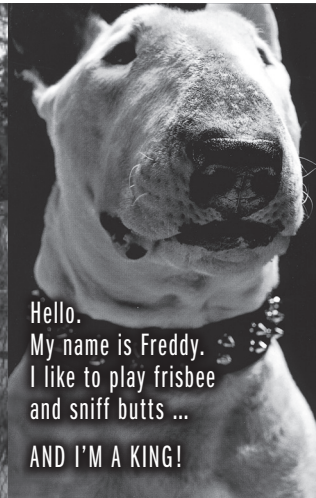 Hello.
My name is Freddy.
I like to play frisbee
and sniff butts ...
AND I'M A KING!